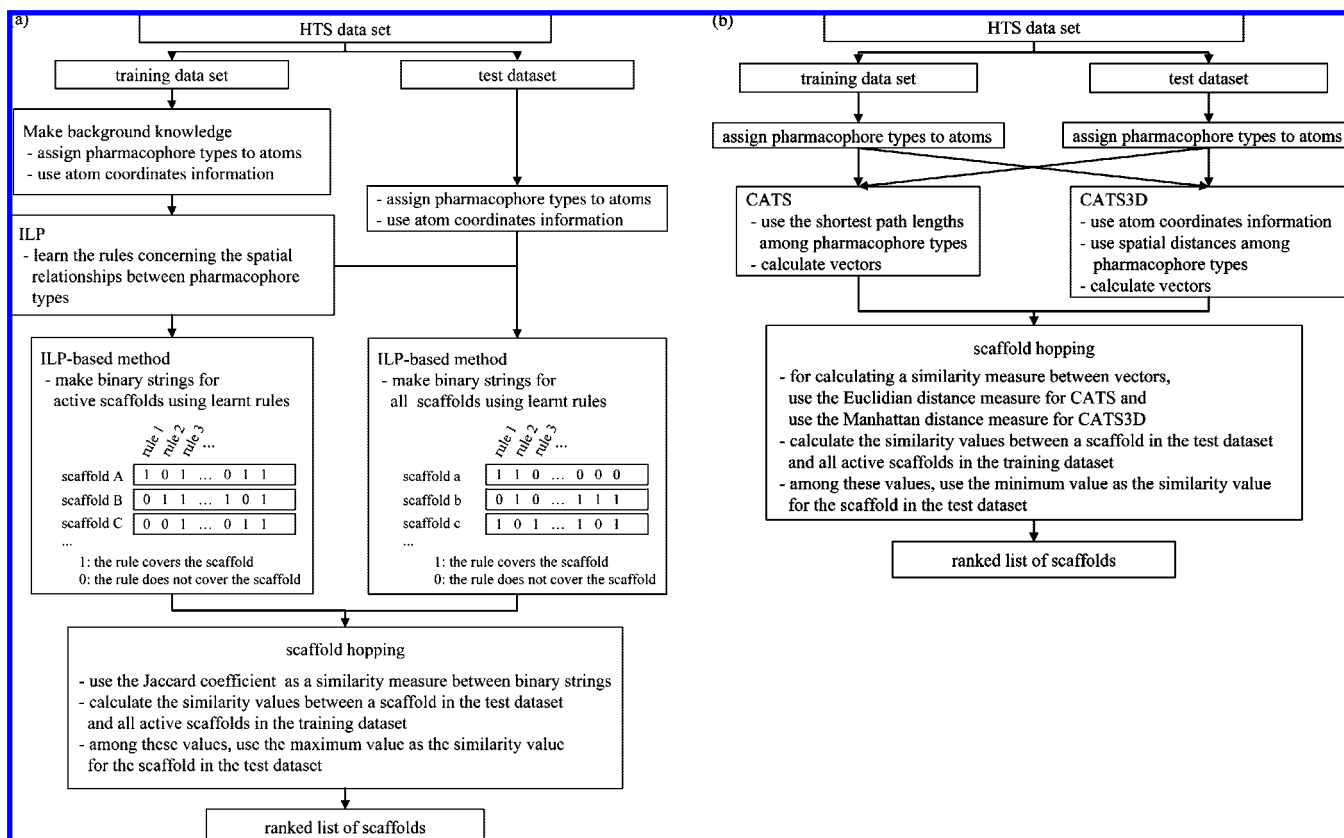 (a)
HTS data set
training data set
test dataset
Make background knowledge
- assign pharmacophore types to atoms
- use atom coordinates information
- assign pharmacophore types to atoms
- use atom coordinates information
ILP
- learn the rules concerning the spatial
relationships between pharmacophore
types
ILP-based method
- make binary strings for
active scaffolds using learnt rules
rule 1 rule 2 rule 3 ...
scaffold A 1 0 1 ... 0 1 1
scaffold B 0 1 1 ... 1 0 1
scaffold C 0 0 1 ... 0 1 1
...
1: the rule covers the scaffold
0: the rule does not cover the scaffold
ILP-based method
- make binary strings for
all scaffolds using learnt rules
rule 1 rule 2 rule 3 ...
scaffold a 1 1 0 ... 0 0 0
scaffold b 0 1 0 ... 1 1 1
scaffold c 1 0 1 ... 1 0 1
...
1: the rule covers the scaffold
0: the rule does not cover the scaffold
scaffold hopping
- use the Jaccard coefficient as a similarity measure between binary strings
- calculate the similarity values between a scaffold in the test dataset
and all active scaffolds in the training dataset
- among these values, use the maximum value as the similarity value
for the scaffold in the test dataset
ranked list of scaffolds
(b)
HTS data set
training data set
test dataset
assign pharmacophore types to atoms
assign pharmacophore types to atoms
CATS
- use the shortest path lengths
among pharmacophore types
- calculate vectors
CATS3D
- use atom coordinates information
- use spatial distances among
pharmacophore types
- calculate vectors
scaffold hopping
- for calculating a similarity measure between vectors,
use the Euclidian distance measure for CATS and
use the Manhattan distance measure for CATS3D
- calculate the similarity values between a scaffold in the test dataset
and all active scaffolds in the training dataset
- among these values, use the minimum value as the similarity value
for the scaffold in the test dataset
ranked list of scaffolds